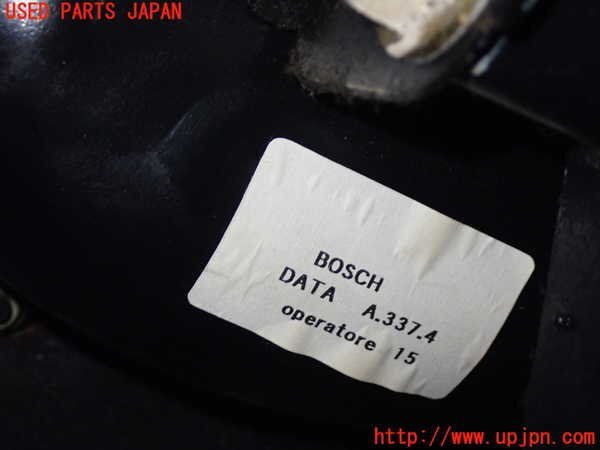 USED PARTS JAPAN
BOSCH
DATA A.337.4
operatore 15
http://www.upjpn.com/